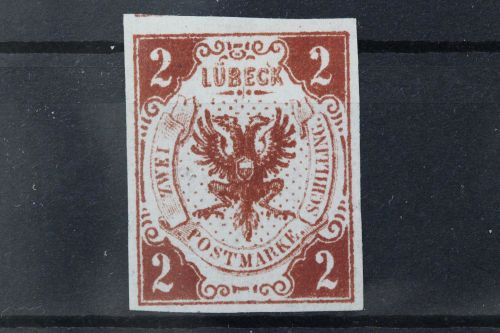 2 2
LÜBECK
ZWEI POSTMARKE. SCHILLING
2 2